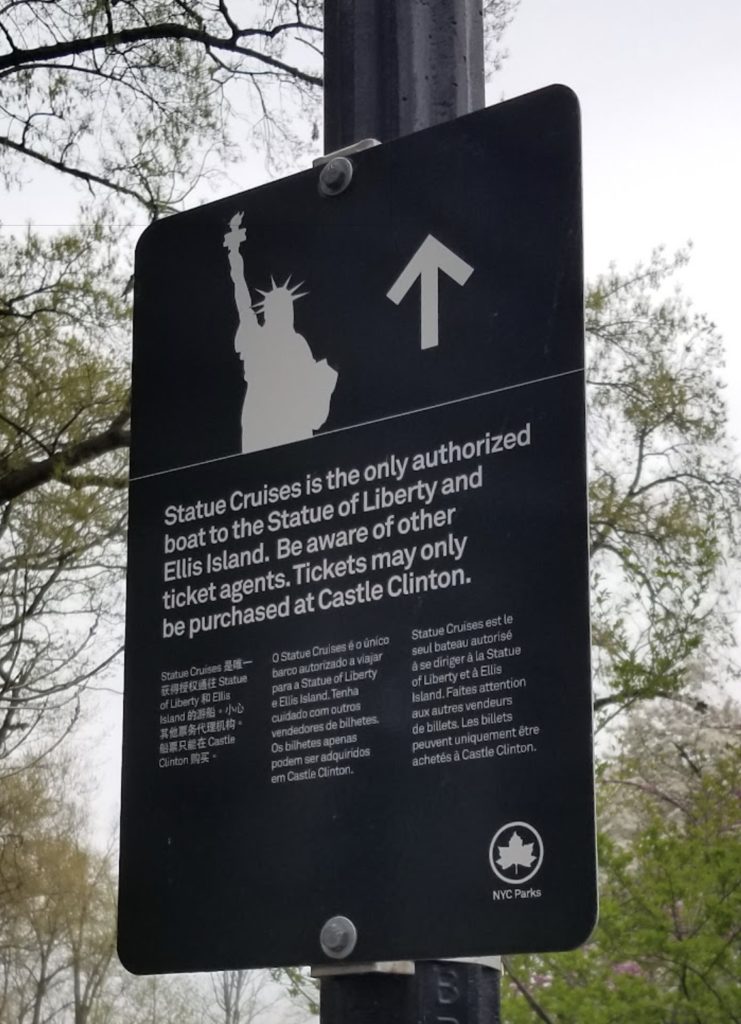 Statue Cruises is the only authorized
boat to the Statue of Liberty and
Ellis Island. Be aware of other
ticket agents. Tickets may only
be purchased at Castle Clinton.
Statue Cruises 是唯一
获得授权通往 Statue
of Liberty 和 Ellis
Island 的游船。小心
其他票务代理机构。
船票只能在 Castle
Clinton 购买。
O Statue Cruises é o único
barco autorizado a viajar
para a Statue of Liberty
e Ellis Island. Tenha
cuidado com outros
vendedores de bilhetes.
Os bilhetes apenas
podem ser adquiridos
em Castle Clinton.
Statue Cruises est le
seul bateau autorisé
à se diriger à la Statue
of Liberty et à Ellis
Island. Faites attention
aux autres vendeurs
de billets. Les billets
peuvent uniquement être
achetés à Castle Clinton.
NYC Parks